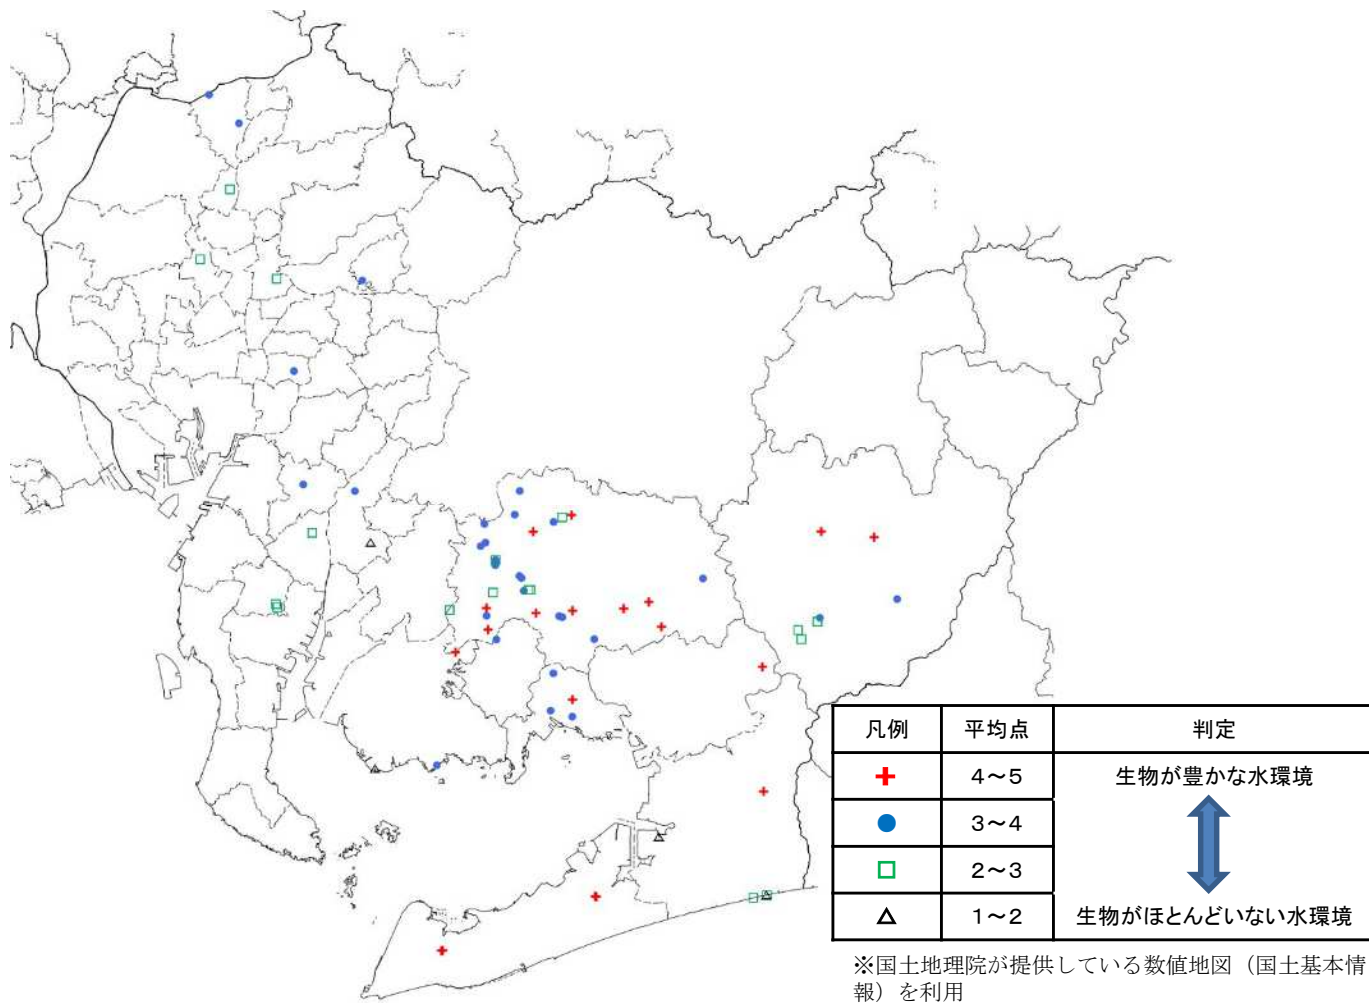 凡例 平均点 判定
4～5 生物が豊かな水環境
3～4
2～3
1～2 生物がほとんどいない水環境
※国土地理院が提供している数値地図（国土基本情
報）を利用